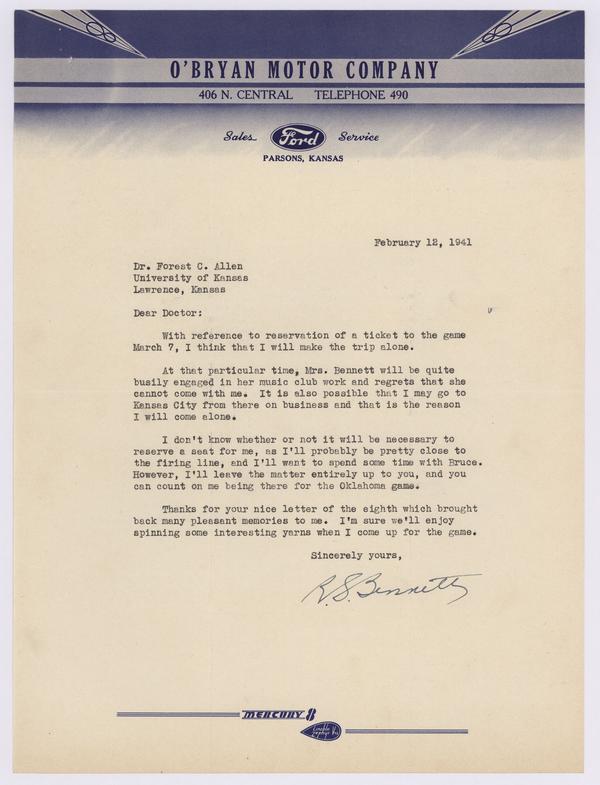 O'BRYAN MOTOR COMPANY
406 N. CENTRAL TELEPHONE 490
Sales Ford Service
PARSONS, KANSAS
February 12, 1941
Dr. Forest C. Allen
University of Kansas
Lawrence, Kansas
Dear Doctor:
With reference to reservation of a ticket to the game
March 7, I think that I will make the trip alone.
At that particular time, Mrs. Bennett will be quite
busily engaged in her music club work and regrets that she
cannot come with me. It is also possible that I may go to
Kansas City from there on business and that is the reason
I will come alone.
I don't know whether or not it will be necessary to
reserve a seat for me, as I'll probably be pretty close to
the firing line, and I'll want to spend some time with Bruce.
However, I'll leave the matter entirely up to you, and you
can count on me being there for the Oklahoma game.
Thanks for your nice letter of the eighth which brought
back many pleasant memories to me. I'm sure we'll enjoy
spinning some interesting yarns when I come up for the game.
Sincerely yours,
R. S. Bennett
MERCURY 8
Lincoln V
Zephyr 12